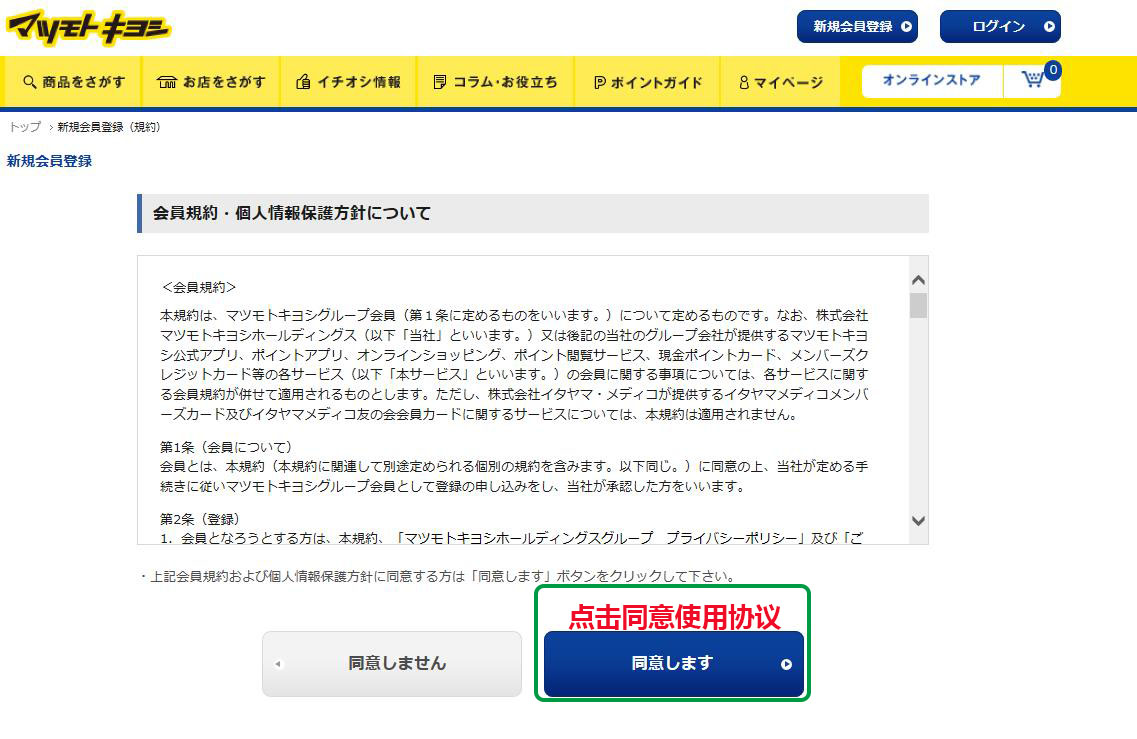 マツモトキヨシ
新規会員登録
ログイン
商品をさがす
お店をさがす
イチオシ情報
コラム・お役立ち
ポイントガイド
マイページ
オンラインストア
0
トップ > 新規会員登録（規約）
新規会員登録
会員規約・個人情報保護方針について
＜会員規約＞
本規約は、マツモトキヨシグループ会員（第１条に定めるものをいいます。）について定めるものです。なお、株式会社
マツモトキヨシホールディングス（以下「当社」といいます。）又は後記の当社のグループ会社が提供するマツモトキヨ
シ公式アプリ、ポイントアプリ、オンラインショッピング、ポイント閲覧サービス、現金ポイントカード、メンバーズク
レジットカード等の各サービス（以下「本サービス」といいます。）の会員に関する事項については、各サービスに関す
る会員規約が併せて適用されるものとします。ただし、株式会社イタヤマ・メディコが提供するイタヤマメディコメンバ
ーズカード及びイタヤマメディコ友の会会員カードに関するサービスについては、本規約は適用されません。
第1条（会員について）
会員とは、本規約（本規約に関連して別途定められる個別の規約を含みます。以下同じ。）に同意の上、当社が定める手
続きに従いマツモトキヨシグループ会員として登録の申し込みをし、当社が承認した方をいいます。
第2条（登録）
1．会員となろうとする方は、本規約、「マツモトキヨシホールディングスグループ　プライバシーポリシー」及び「ご
・上記会員規約および個人情報保護方針に同意する方は「同意します」ボタンをクリックして下さい。
点击同意使用协议
同意しません
同意します